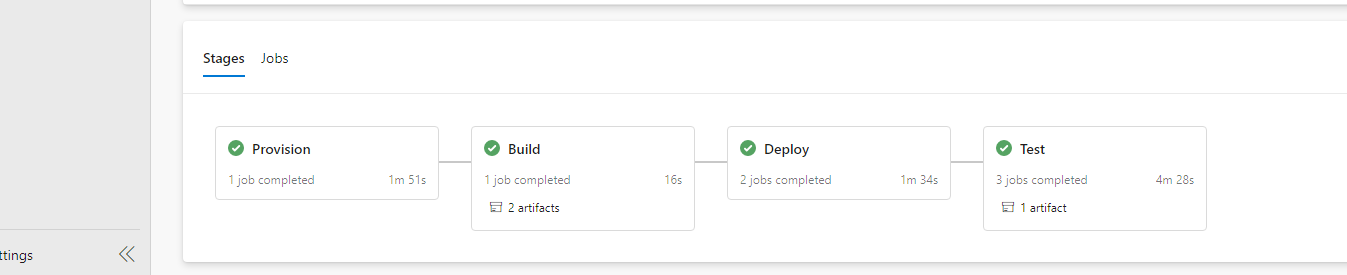 Stages Jobs
Provision
1 job completed 1m 51s
Build
1 job completed 16s
2 artifacts
Deploy
2 jobs completed 1m 34s
Test
3 jobs completed 4m 28s
1 artifact
ttings